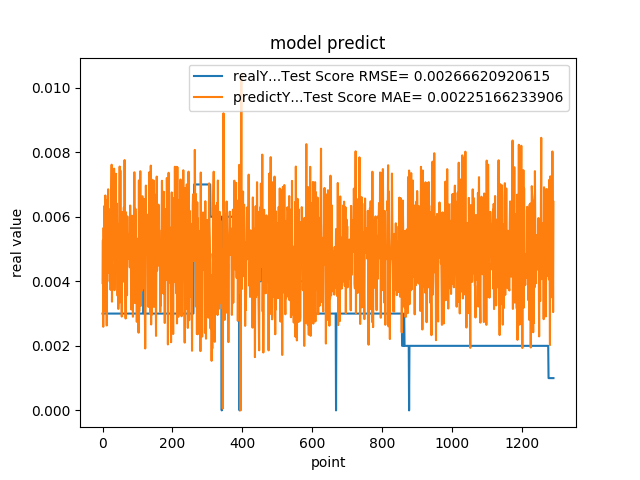 model predict
realY...Test Score RMSE= 0.00266620920615
predictY...Test Score MAE= 0.00225166233906
real value
0.010
0.008
0.006
0.004
0.002
0.000
0 200 400 600 800 1000 1200
point